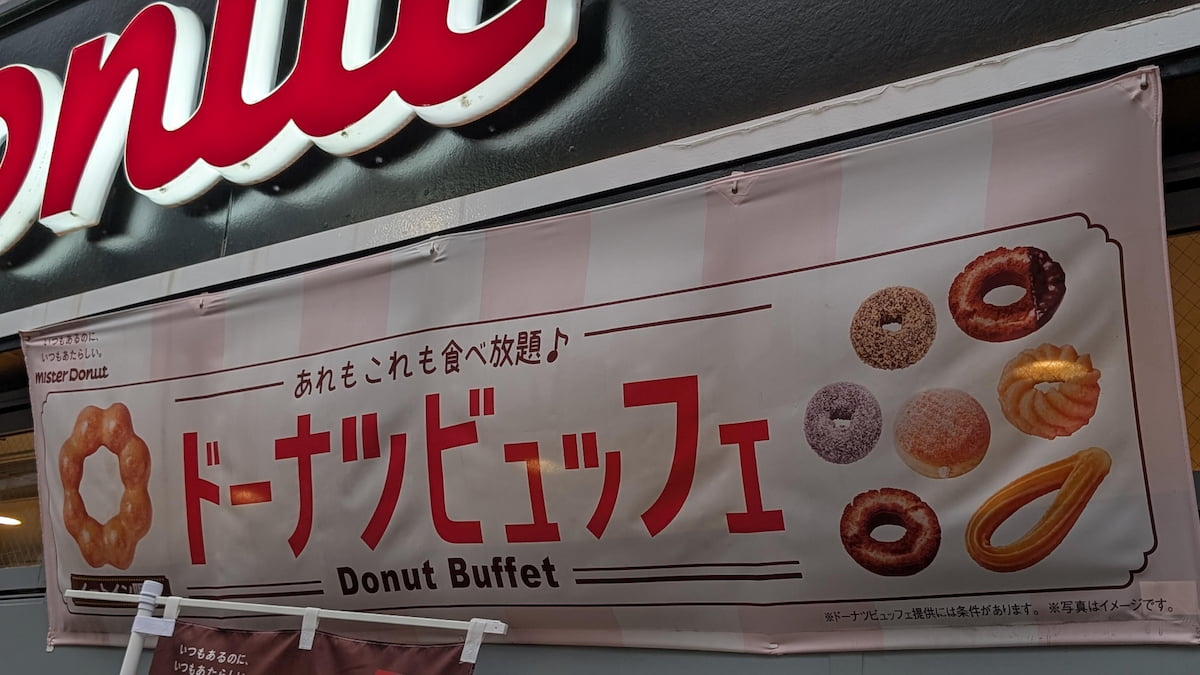 onut
いつもあるのに、
いつもあたらしい。
mister Donut
あれもこれも食べ放題♪
ドーナツビュッフェ
Donut Buffet
※ドーナツビュッフェ提供には条件があります。 ※写真はイメージです。
いつもあるのに、
いつもあたらしい。